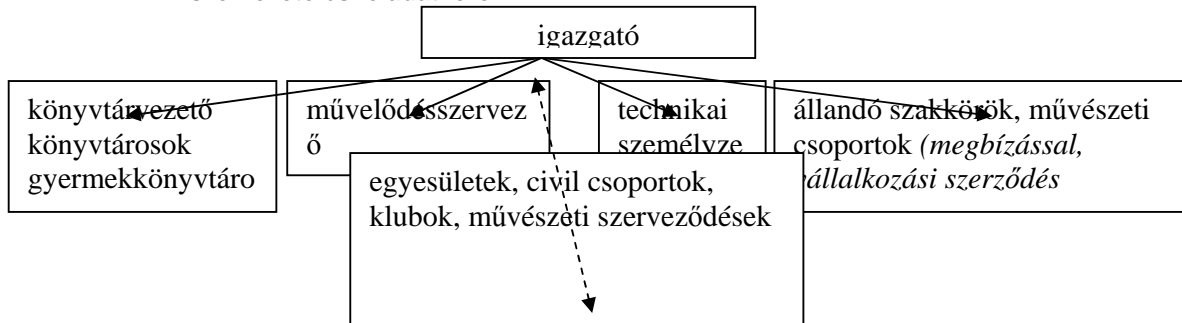 igazgató
könyvtárvezető
könyvtárosok
gyermekkönyvtáro
művelődésszervez
ő
technikai
személyze
állandó szakkörök, művészeti
csoportok (megbízással,
vállalkozási szerződés
egyesületek, civil csoportok,
klubok, művészeti szerveződések